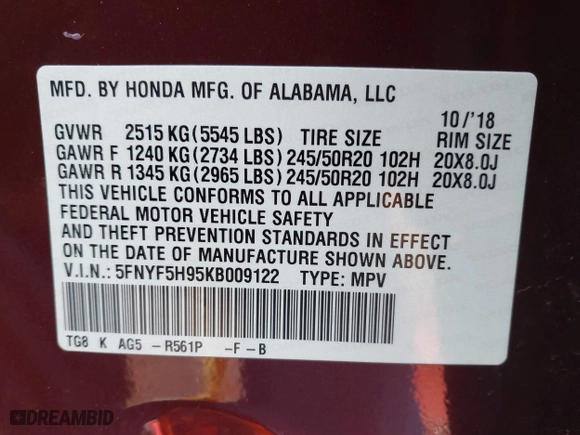 MFD. BY HONDA MFG. OF ALABAMA, LLC
10/'18
GVWR 2515 KG (5545 LBS) TIRE SIZE RIM SIZE
GAWR F 1240 KG (2734 LBS) 245/50R20 102H 20X8.0J
GAWR R 1345 KG (2965 LBS) 245/50R20 102H 20X8.0J
THIS VEHICLE CONFORMS TO ALL APPLICABLE
FEDERAL MOTOR VEHICLE SAFETY
AND THEFT PREVENTION STANDARDS IN EFFECT
ON THE DATE OF MANUFACTURE SHOWN ABOVE.
V.I.N.: 5FNYF5H95KB009122 TYPE: MPV
TG8 K AG5 -R561P -F-B
DREAMBID